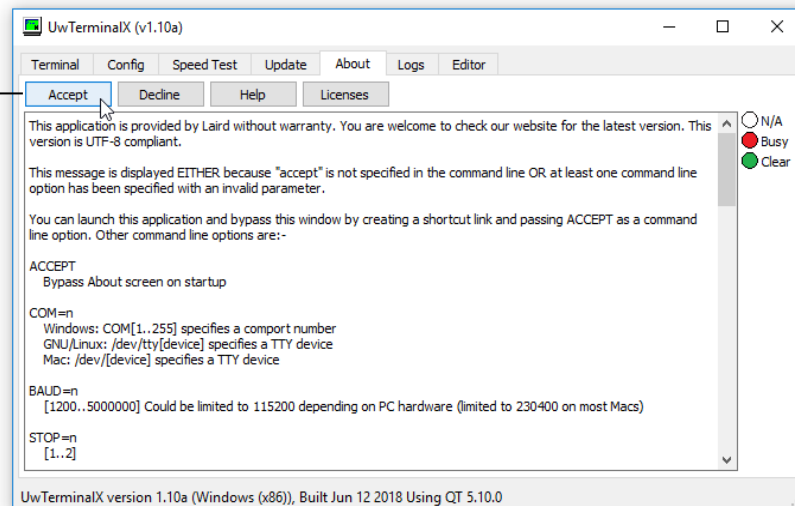 UwTerminalX (v1.10a)
Terminal Config Speed Test Update About Logs Editor
Accept Decline Help Licenses
This application is provided by Laird without warranty. You are welcome to check our website for the latest version. This
version is UTF-8 compliant.
This message is displayed EITHER because "accept" is not specified in the command line OR at least one command line
option has been specified with an invalid parameter.
You can launch this application and bypass this window by creating a shortcut link and passing ACCEPT as a command
line option. Other command line options are:-
ACCEPT
Bypass About screen on startup
COM=n
Windows: COM[1..255] specifies a comport number
GNU/Linux: /dev/tty[device] specifies a TTY device
Mac: /dev/[device] specifies a TTY device
BAUD=n
[1200..5000000] Could be limited to 115200 depending on PC hardware (limited to 230400 on most Macs)
STOP=n
[1..2]
N/A
Busy
Clear
UwTerminalX version 1.10a (Windows (x86)), Built Jun 12 2018 Using QT 5.10.0